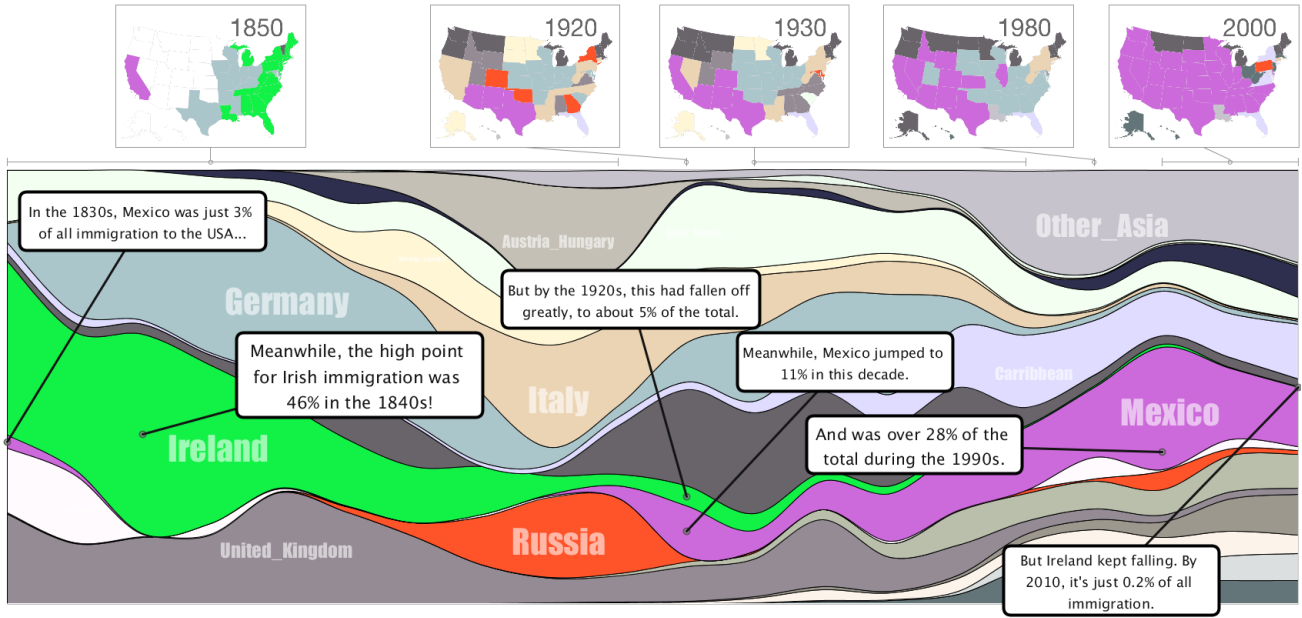 1850
1920
1930
1980
2000
In the 1830s, Mexico was just 3%
of all immigration to the USA...
Other_Asia
Austria_Hungary
Germany
But by the 1920s, this had fallen off
greatly, to about 5% of the total.
Meanwhile, the high point
for Irish immigration was
46% in the 1840s!
Meanwhile, Mexico jumped to
11% in this decade.
Carribbean
Italy
Mexico
Ireland
And was over 28% of the
total during the 1990s.
Russia
United_Kingdom
But Ireland kept falling. By
2010, it's just 0.2% of all
immigration.